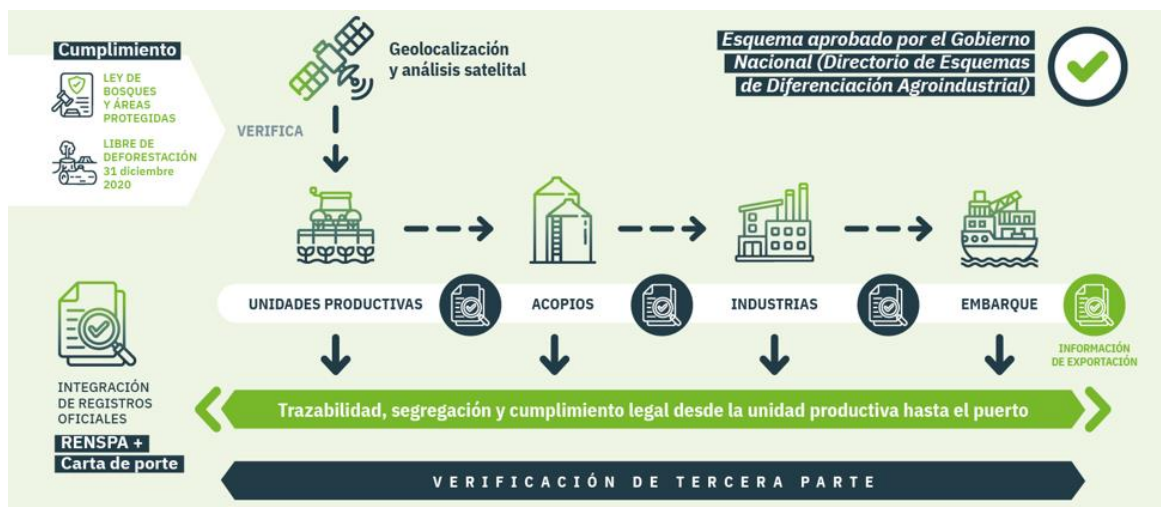 Cumplimiento
LEY DE
BOSQUES
Y ÁREAS
PROTEGIDAS
LIBRE DE
DEFORESTACIÓN
31 diciembre
2020
Geolocalización
y análisis satelital
VERIFICA
Esquema aprobado por el Gobierno
Nacional (Directorio de Esquemas
de Diferenciación Agroindustrial)
UNIDADES PRODUCTIVAS
ACOPIOS
INDUSTRIAS
EMBARQUE
INFORMACIÓN
DE EXPORTACIÓN
INTEGRACIÓN
DE REGISTROS
OFICIALES
RENSPA +
Carta de porte
Trazabilidad, segregación y cumplimiento legal desde la unidad productiva hasta el puerto
VERIFICACIÓN DE TERCERA PARTE